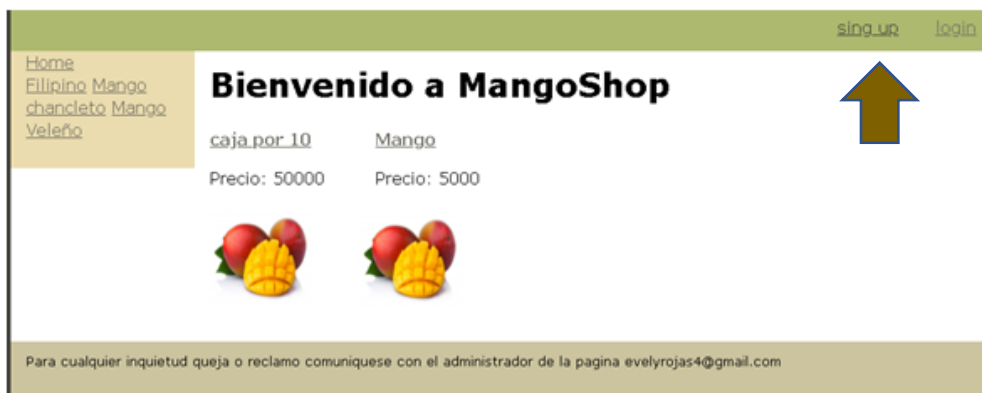 sing up login
Home
Filipino Mango
chancleto Mango
Veleño
Bienvenido a MangoShop
caja por 10 Mango
Precio: 50000 Precio: 5000
Para cualquier inquietud queja o reclamo comuniquese con el administrador de la pagina evelyrojas4@gmail.com